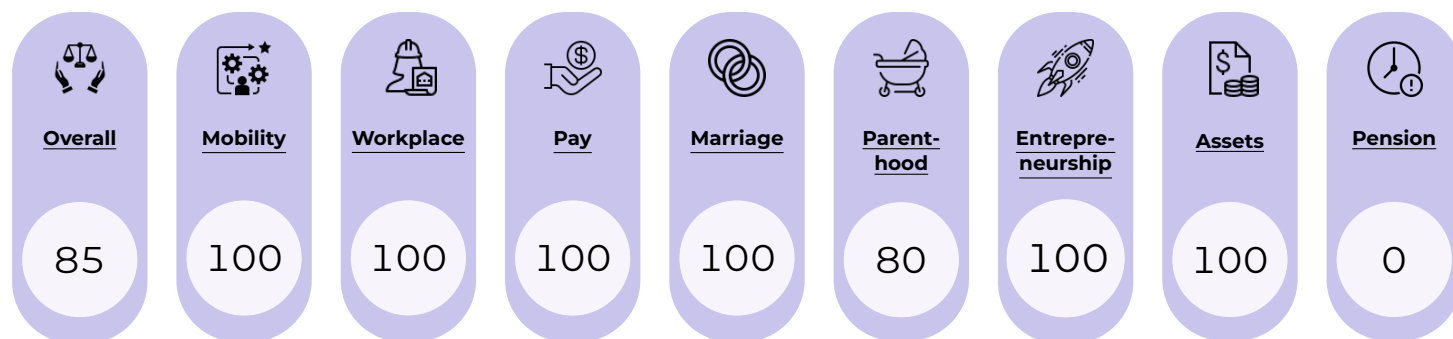 Overall
85
Mobility
100
Workplace
100
$
Pay
100
Marriage
100
Parent-
hood
80
Entrepre-
neurship
100
$
Assets
100
!
Pension
0